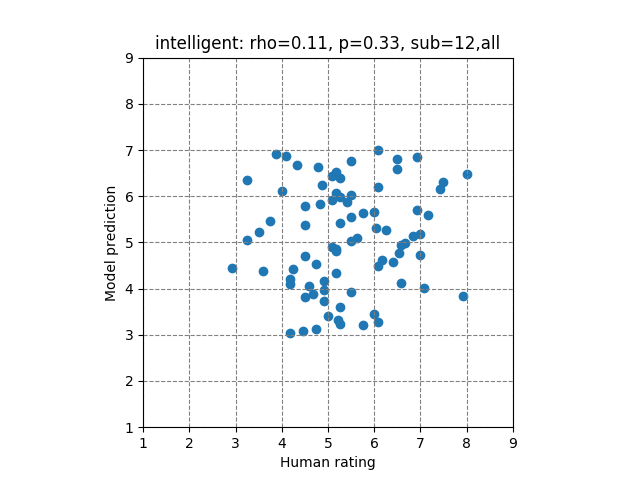 intelligent: rho=0.11, p=0.33, sub=12,all
9
8
7
6
5
4
3
2
1
Model prediction
1 2 3 4 5 6 7 8 9
Human rating